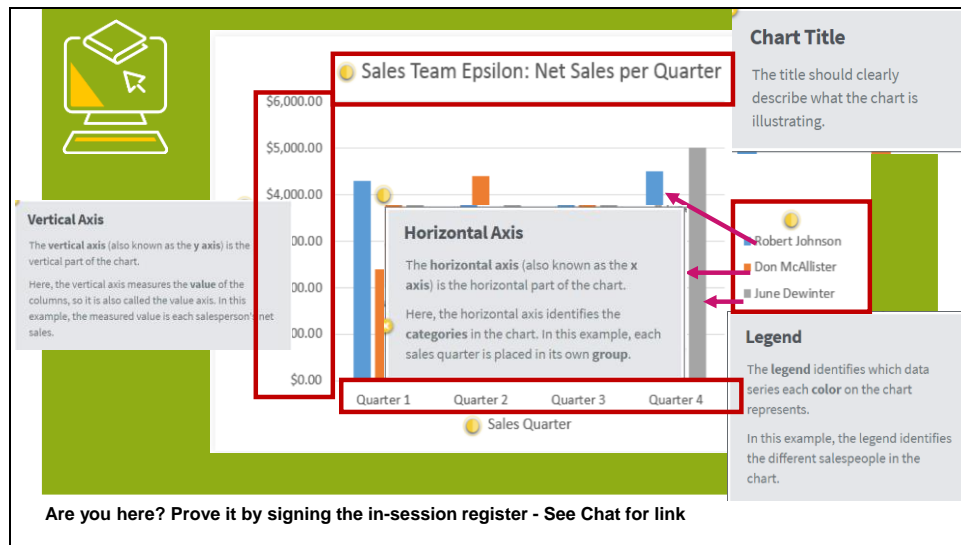 Sales Team Epsilon: Net Sales per Quarter
Chart Title
The title should clearly
describe what the chart is
illustrating.
$6,000.00
$5,000.00
$4,000.00
00.00
00.00
00.00
$0.00
Vertical Axis
The vertical axis (also known as the y axis) is the
vertical part of the chart.
Here, the vertical axis measures the value of the
columns, so it is also called the value axis. In this
example, the measured value is each salesperson's net
sales.
Horizontal Axis
The horizontal axis (also known as the x
axis) is the horizontal part of the chart.
Here, the horizontal axis identifies the
categories in the chart. In this example, each
sales quarter is placed in its own group.
Robert Johnson
Don McAllister
June Dewinter
Quarter 1 Quarter 2 Quarter 3 Quarter 4
Sales Quarter
Legend
The legend identifies which data
series each color on the chart
represents.
In this example, the legend identifies
the different salespeople in the
chart.
Are you here? Prove it by signing the in-session register - See Chat for link